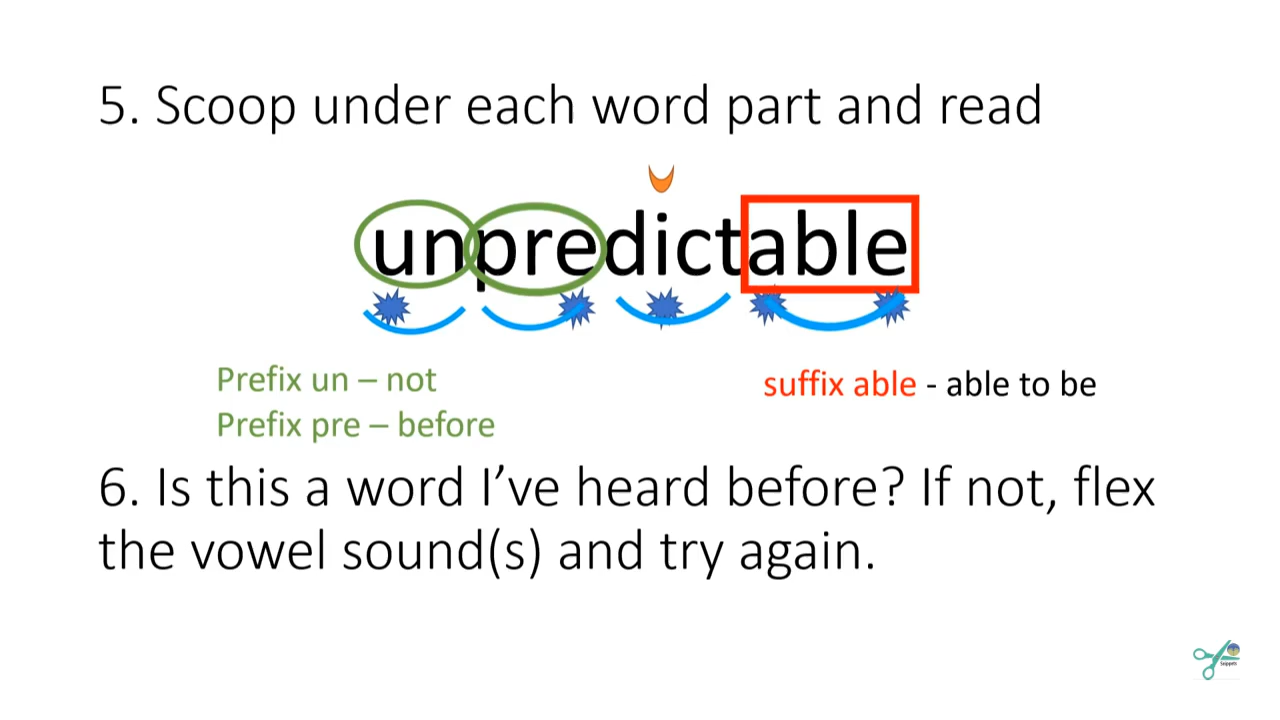 5. Scoop under each word part and read
unpredictable
Prefix un – not
suffix able - able to be
Prefix pre – before
6. Is this a word I’ve heard before? If not, flex
the vowel sound(s) and try again.
Snippets